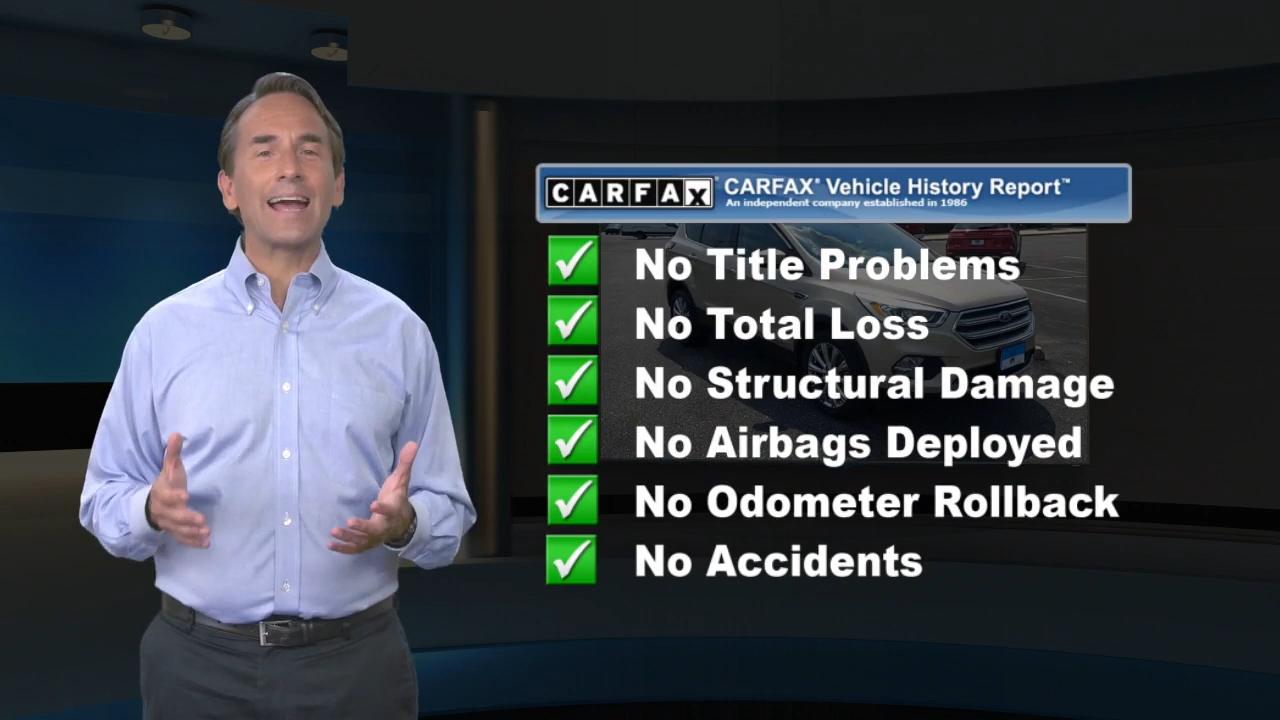 CARFAX® CARFAX® Vehicle History Report™
An independent company established in 1986
No Title Problems
No Total Loss
No Structural Damage
No Airbags Deployed
No Odometer Rollback
No Accidents